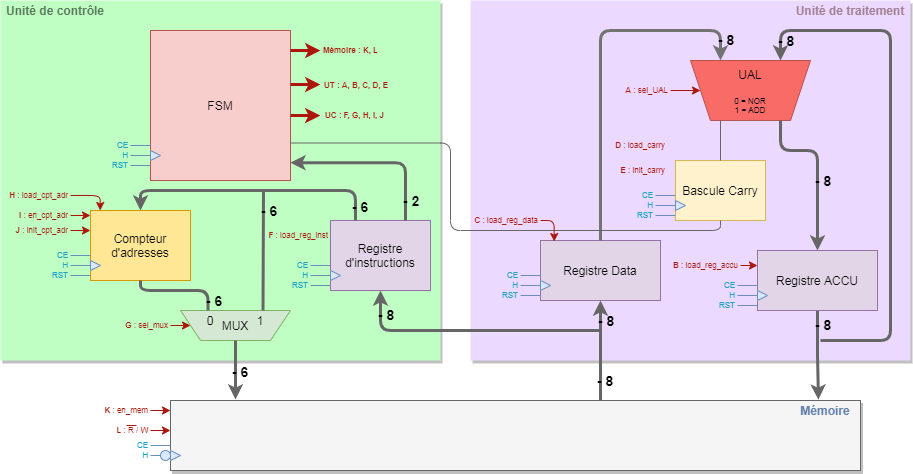 Unité de contrôle
Unité de traitement
FSM
Mémoire : K, L
UT : A, B, C, D, E
UC : F, G, H, I, J
CE
H
RST
2
6
6
H : load_cpt_adr
I : en_cpt_adr
J : init_cpt_adr
Compteur
d'adresses
CE
H
RST
F : load_reg_inst
Registre
d'instructions
CE
H
RST
6
8
G : sel_mux
0
MUX
1
6
8
8
UAL
0 = NOR
1 = ADD
A : sel_UAL
D : load_carry
E : init_carry
Bascule Carry
CE
H
RST
8
C : load_reg_data
Registre Data
CE
H
RST
B : load_reg_accu
Registre ACCU
CE
H
RST
8
8
8
K : en_mem
L : R / W
CE
H
Mémoire